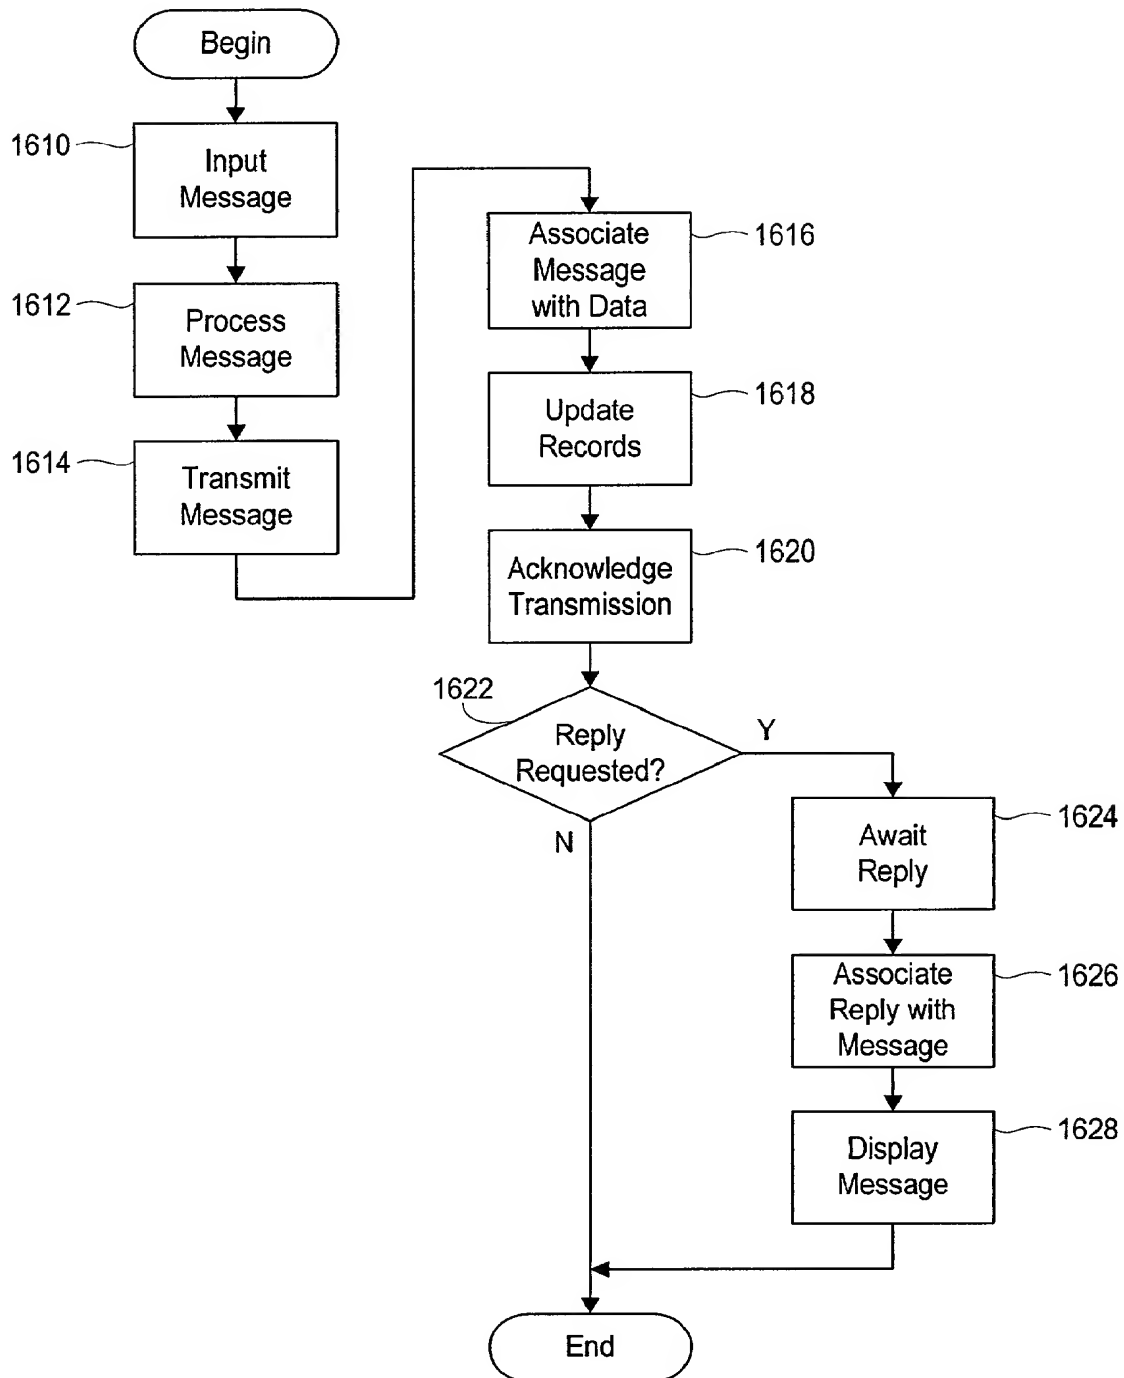 Begin
1610
Input
Message
1612
Process
Message
1614
Transmit
Message
1616
Associate
Message
with Data
1618
Update
Records
1620
Acknowledge
Transmission
1622
Reply
Requested?
Y
N
1624
Await
Reply
1626
Associate
Reply with
Message
1628
Display
Message
End